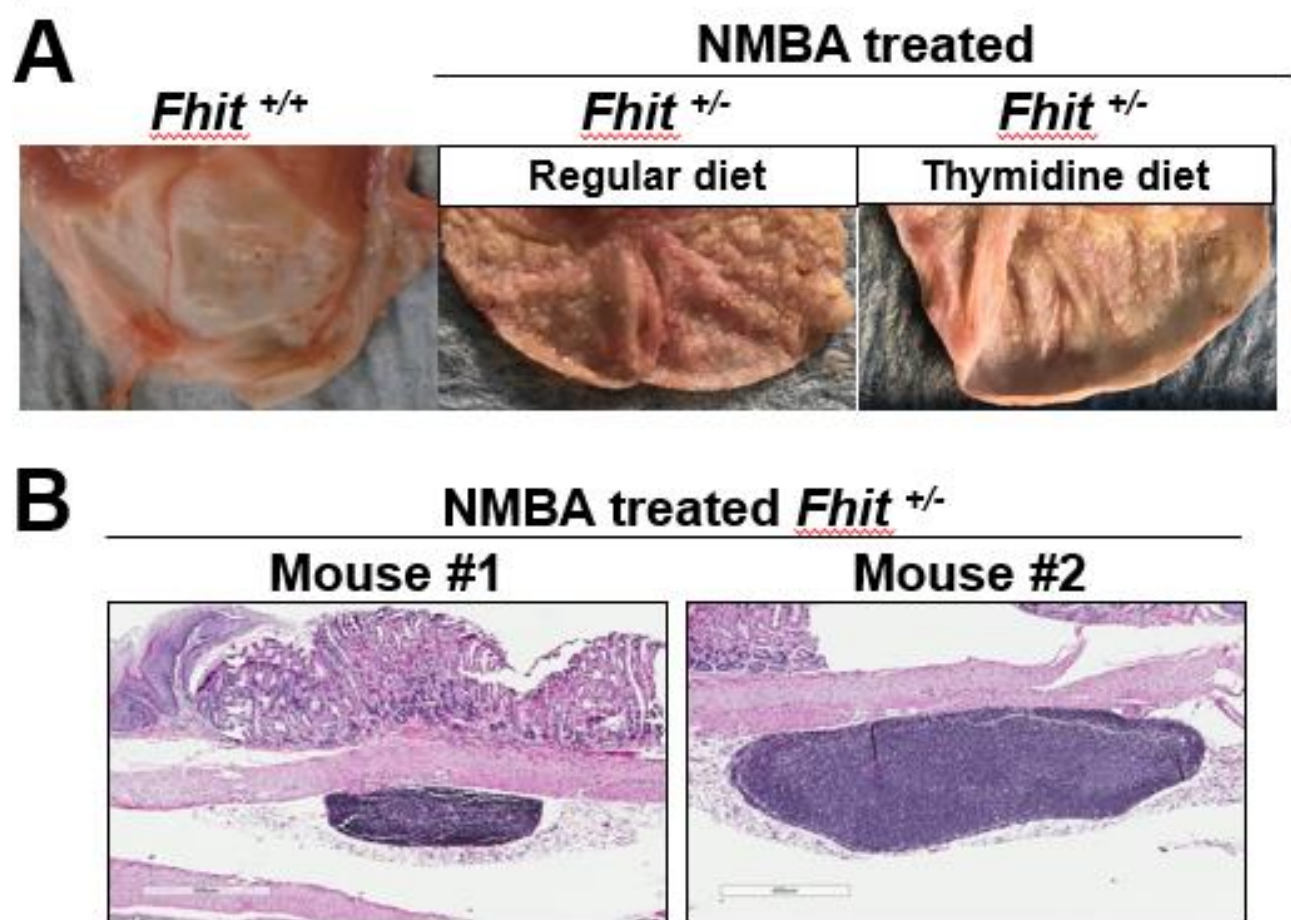 A
NMBA treated
Fhit +/+ Fhit +/- Fhit +/-
Regular diet Thymidine diet
B
NMBA treated Fhit +/-
Mouse #1 Mouse #2